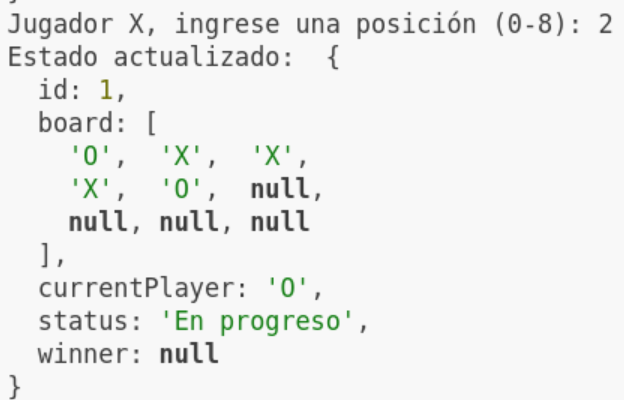 Jugador X, ingrese una posición (0-8): 2
Estado actualizado:  {
  id: 1,
  board: [
    'O',  'X',  'X',
    'X',  'O',  null,
    null, null, null
  ],
  currentPlayer: 'O',
  status: 'En progreso',
  winner: null
}